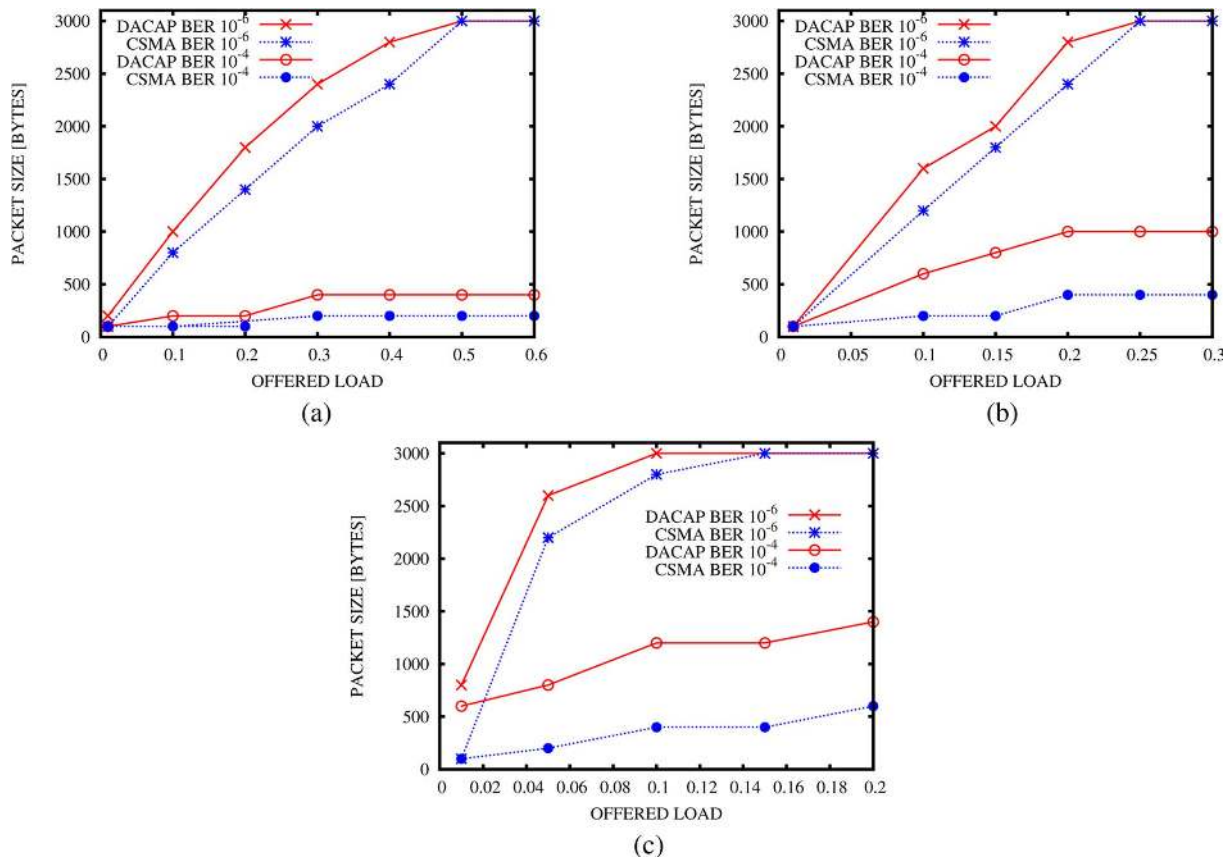 DACAP BER 10^-6
CSMA BER 10^-6
DACAP BER 10^-4
CSMA BER 10^-4
PACKET SIZE [BYTES]
3000
2500
2000
1500
1000
500
0
0 0.1 0.2 0.3 0.4 0.5 0.6
OFFERED LOAD
(a)
DACAP BER 10^-6
CSMA BER 10^-6
DACAP BER 10^-4
CSMA BER 10^-4
PACKET SIZE [BYTES]
3000
2500
2000
1500
1000
500
0
0 0.05 0.1 0.15 0.2 0.25 0.3
OFFERED LOAD
(b)
DACAP BER 10^-6
CSMA BER 10^-6
DACAP BER 10^-4
CSMA BER 10^-4
PACKET SIZE [BYTES]
3000
2500
2000
1500
1000
500
0
0 0.02 0.04 0.06 0.08 0.1 0.12 0.14 0.16 0.18 0.2
OFFERED LOAD
(c)